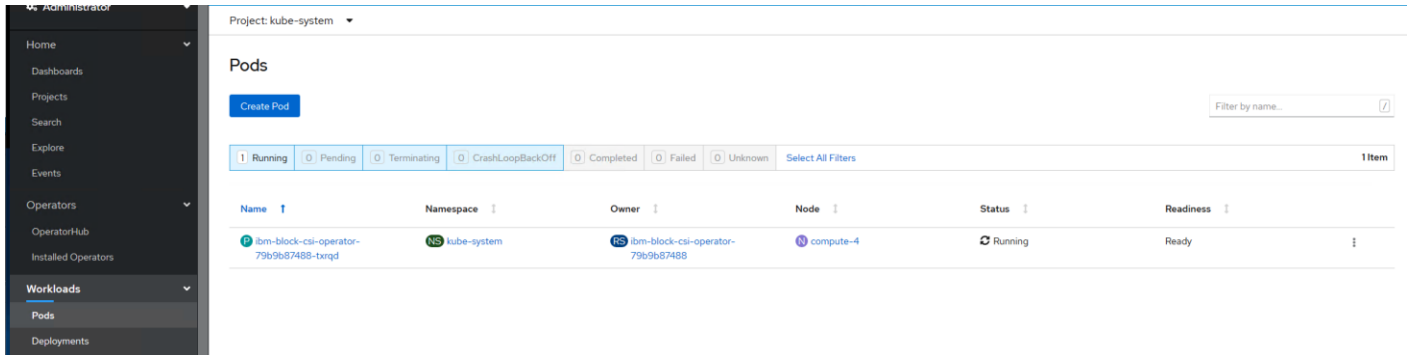 Administrator
Project: kube-system
Home
Dashboards
Projects
Search
Explore
Events
Operators
OperatorHub
Installed Operators
Workloads
Pods
Deployments
Pods
Create Pod
Filter by name... /
1 Running 0 Pending 0 Terminating 0 CrashLoopBackOff 0 Completed 0 Failed 0 Unknown Select All Filters 1 Item
Name Namespace Owner Node Status Readiness
P ibm-block-csi-operator- NS kube-system RS ibm-block-csi-operator- N compute-4 Running Ready
79b9b87488-txrqd 79b9b87488